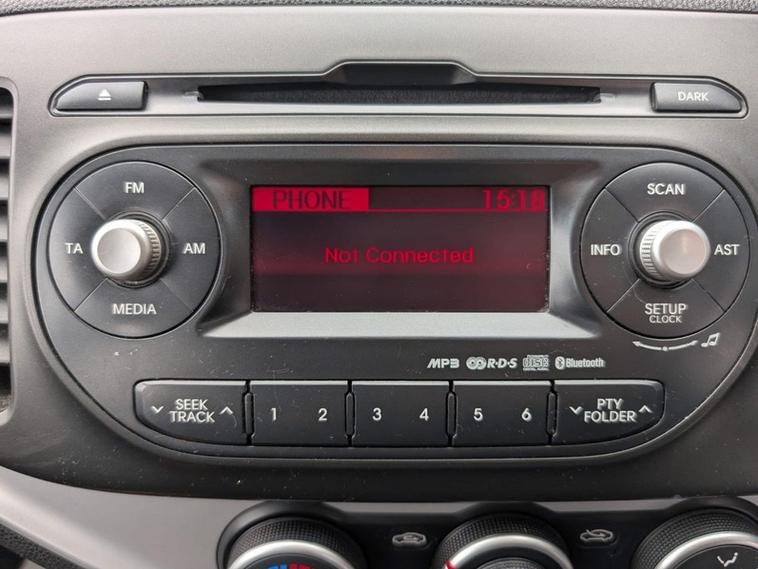 DARK
FM
TA
AM
MEDIA
PHONE 15:18
Not Connected
SCAN
INFO
AST
SETUP
CLOCK
MP3 R·D·S DISC Bluetooth
SEEK
TRACK
1 2 3 4 5 6
PTY
FOLDER